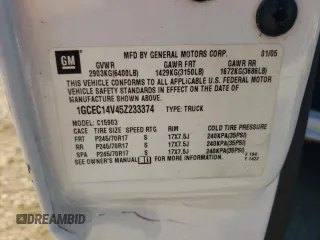 GM
MFD BY GENERAL MOTORS CORP. 01/05
GVWR GAWR FRT GAWR RR
2903KG(6400LB) 1429KG(3150LB) 1672KG(3686LB)
THIS VEHICLE CONFORMS TO ALL APPLICABLE U.S. FEDERAL
MOTOR VEHICLE SAFETY STANDARDS IN EFFECT ON THE DATE
OF MANUFACTURE SHOWN ABOVE.
1GCEC14V45Z233374 TYPE: TRUCK
MODEL: C15903
TIRE SIZE SPEED RTG RIM COLD TIRE PRESSURE
FRT P245/70R17 S 17X7.5J 240KPA(35PSI)
RR P245/70R17 S 17X7.5J 240KPA(35PSI)
SPA P245/70R17 S 17X7.5J 240KPA(35PSI)
SEE OWNER'S MANUAL FOR MORE INFORMATION.
DREAMBID